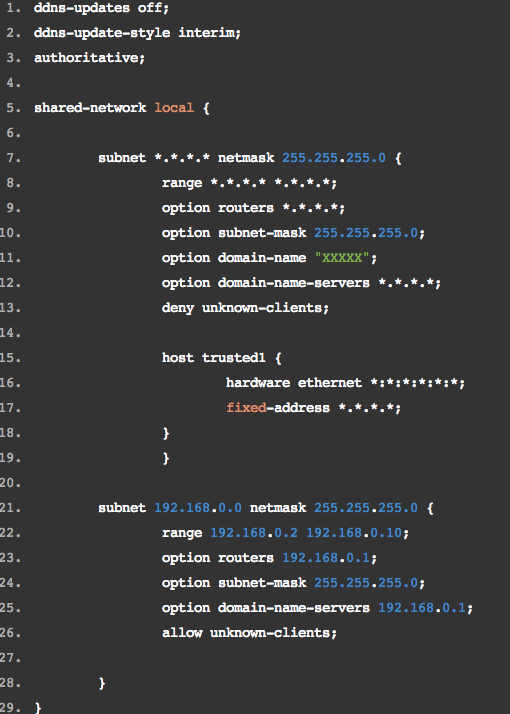 1. ddns-updates off;
2. ddns-update-style interim;
3. authoritative;
4.
5. shared-network local {
6.
7. subnet *.*.*.* netmask 255.255.255.0 {
8. range *.*.*.* *.*.*.*;
9. option routers *.*.*.*;
10. option subnet-mask 255.255.255.0;
11. option domain-name "XXXXX";
12. option domain-name-servers *.*.*.*;
13. deny unknown-clients;
14.
15. host trusted1 {
16. hardware ethernet *:*:*:*:*:*;
17. fixed-address *.*.*.*;
18. }
19. }
20.
21. subnet 192.168.0.0 netmask 255.255.255.0 {
22. range 192.168.0.2 192.168.0.10;
23. option routers 192.168.0.1;
24. option subnet-mask 255.255.255.0;
25. option domain-name-servers 192.168.0.1;
26. allow unknown-clients;
27.
28. }
29. }